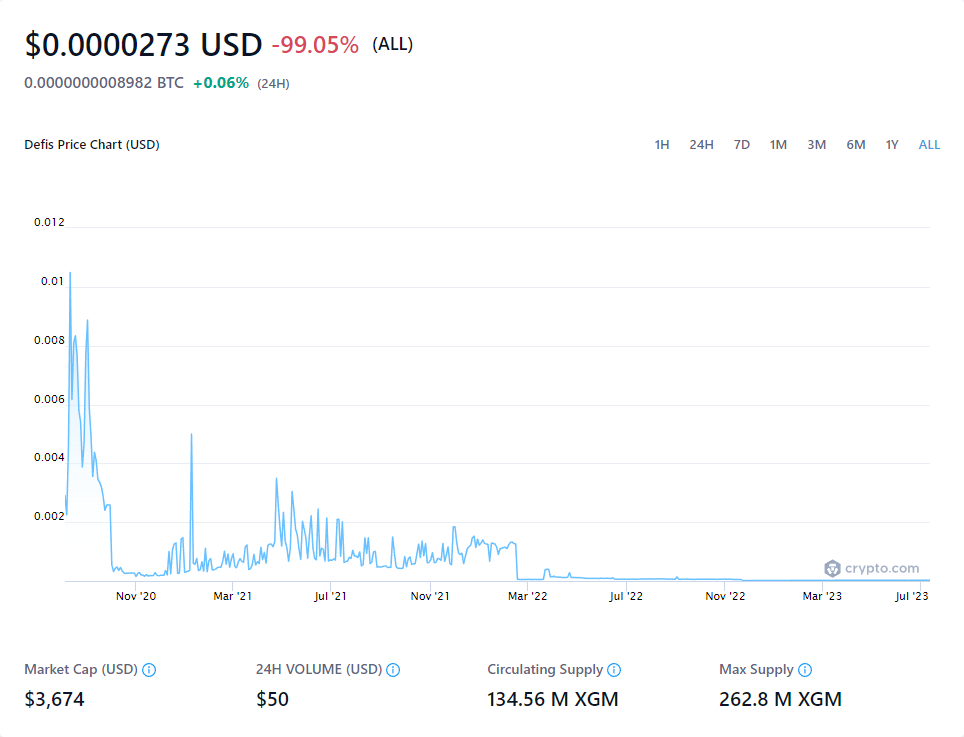 $0.0000273 USD -99.05% (ALL)
0.0000000008982 BTC +0.06% (24H)
Defis Price Chart (USD) 1H 24H 7D 1M 3M 6M 1Y ALL
0.012
0.01
0.008
0.006
0.004
0.002
crypto.com
Nov '20 Mar '21 Jul '21 Nov '21 Mar '22 Jul '22 Nov '22 Mar '23 Jul '23
Market Cap (USD) 24H VOLUME (USD) Circulating Supply Max Supply
$3,674 $50 134.56 M XGM 262.8 M XGM